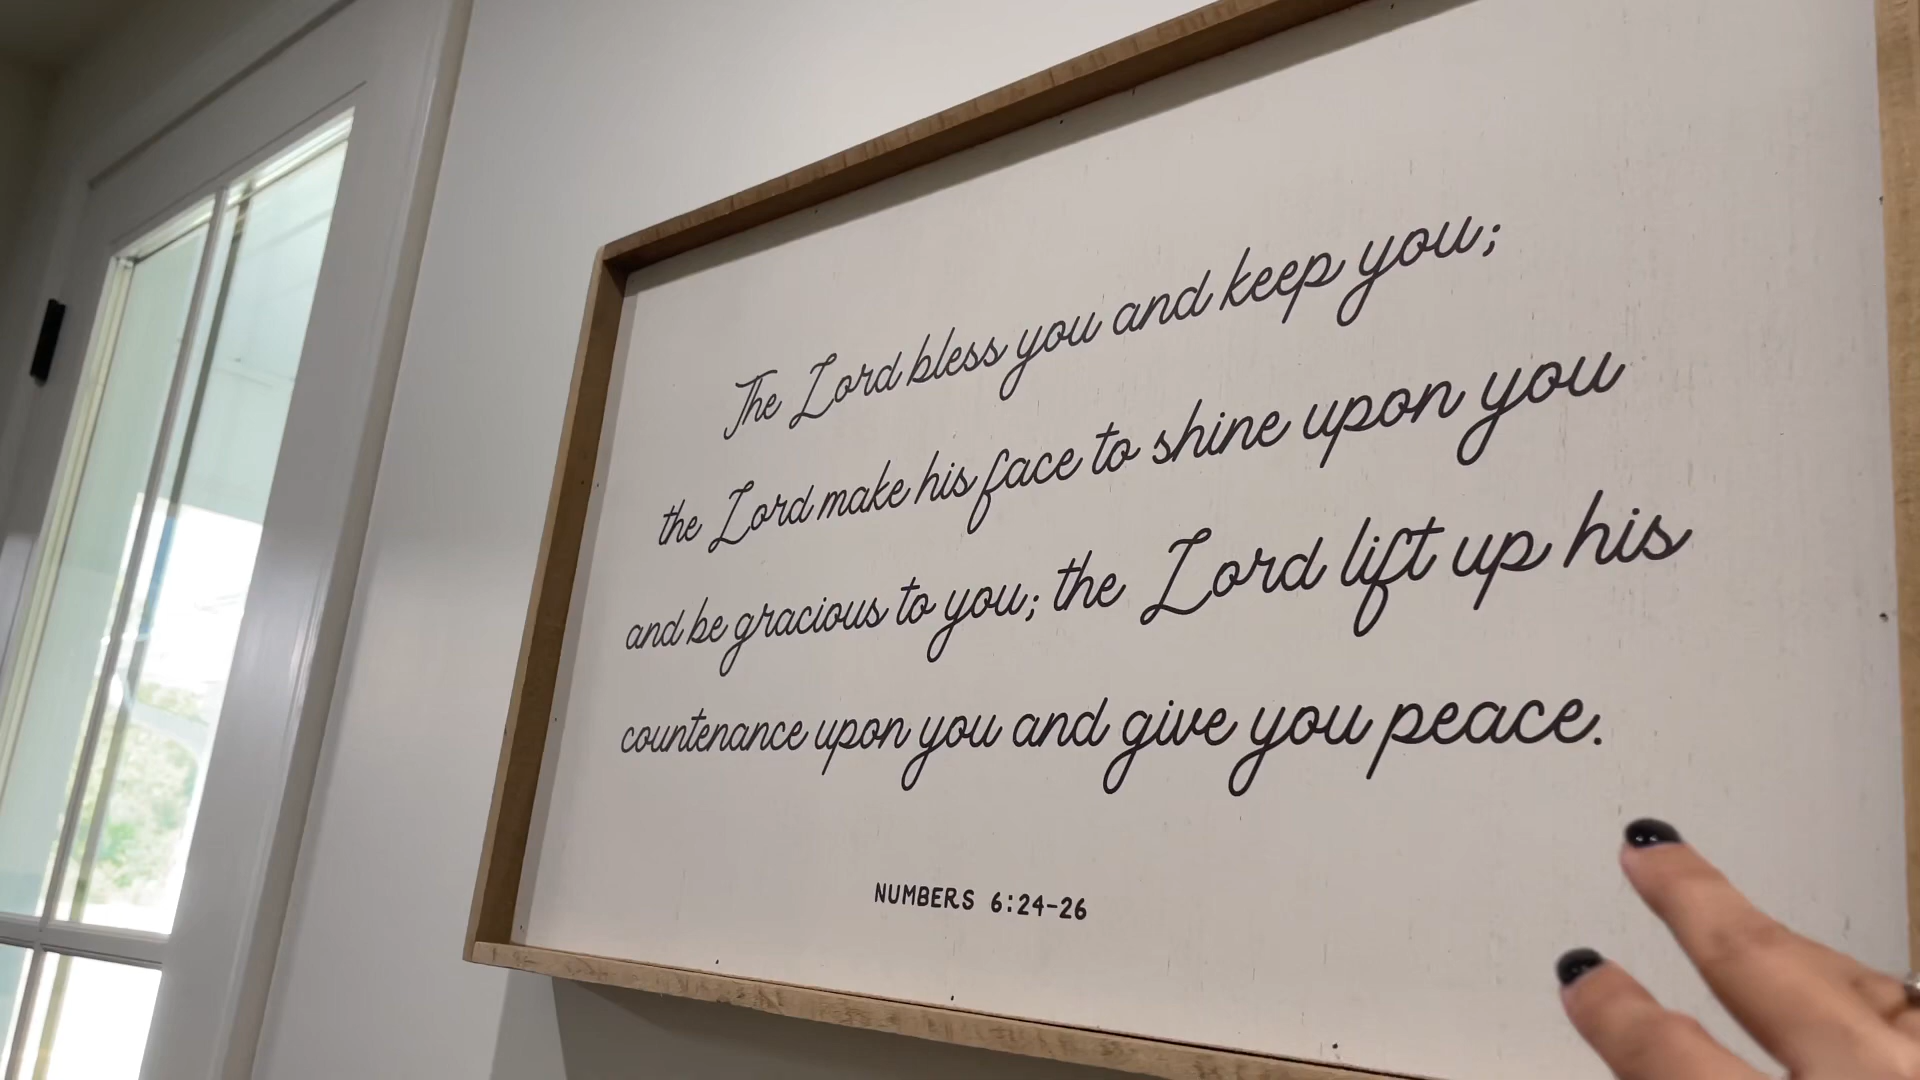 The Lord bless you and keep you;
the Lord make his face to shine upon you
and be gracious to you; the Lord lift up his
countenance upon you and give you peace.
NUMBERS 6:24-26